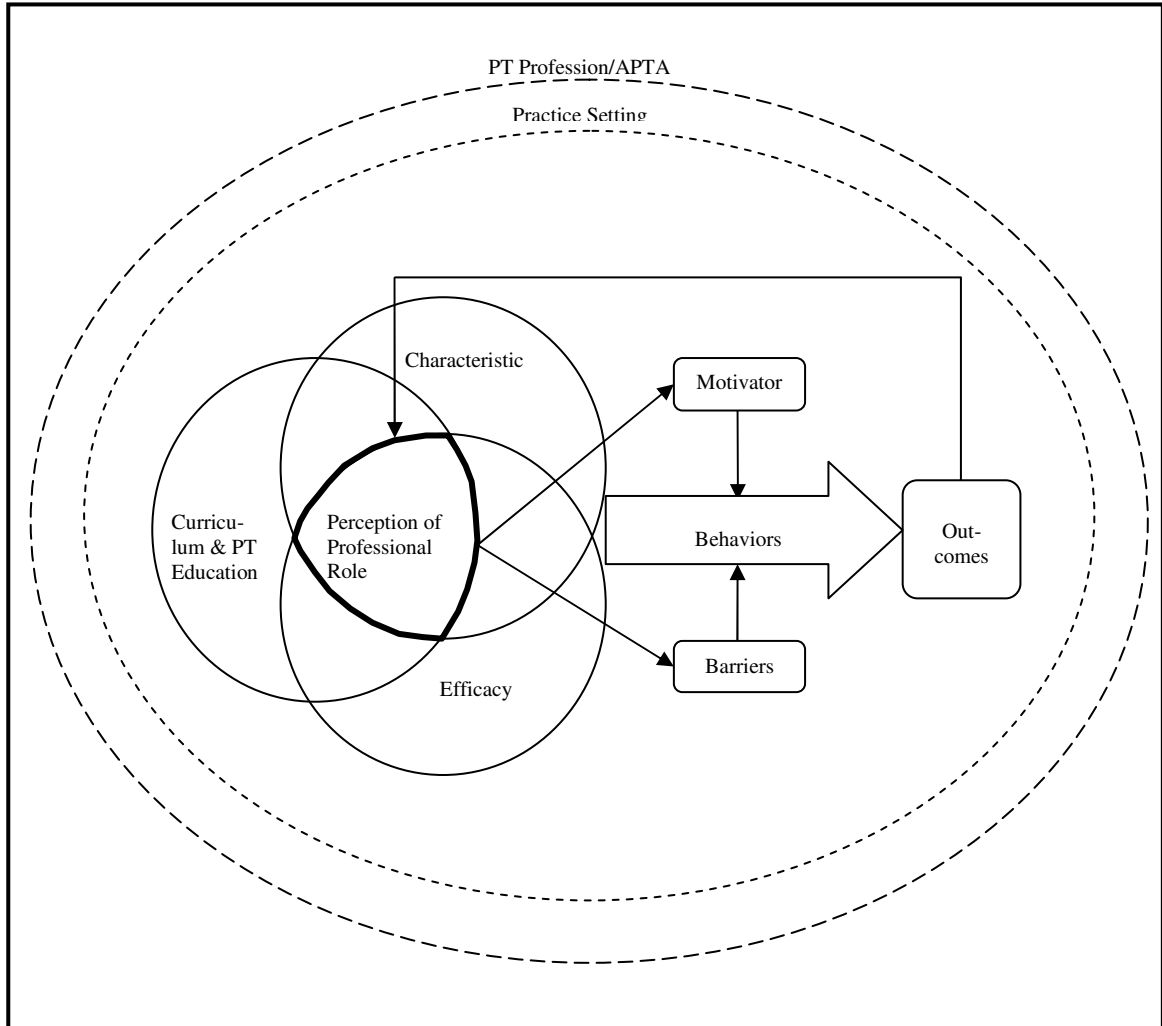 PT Profession/APTA
Practice Setting
Characteristic
Motivator
Curricu-
lum & PT
Education
Perception of
Professional
Role
Behaviors
Out-
comes
Barriers
Efficacy